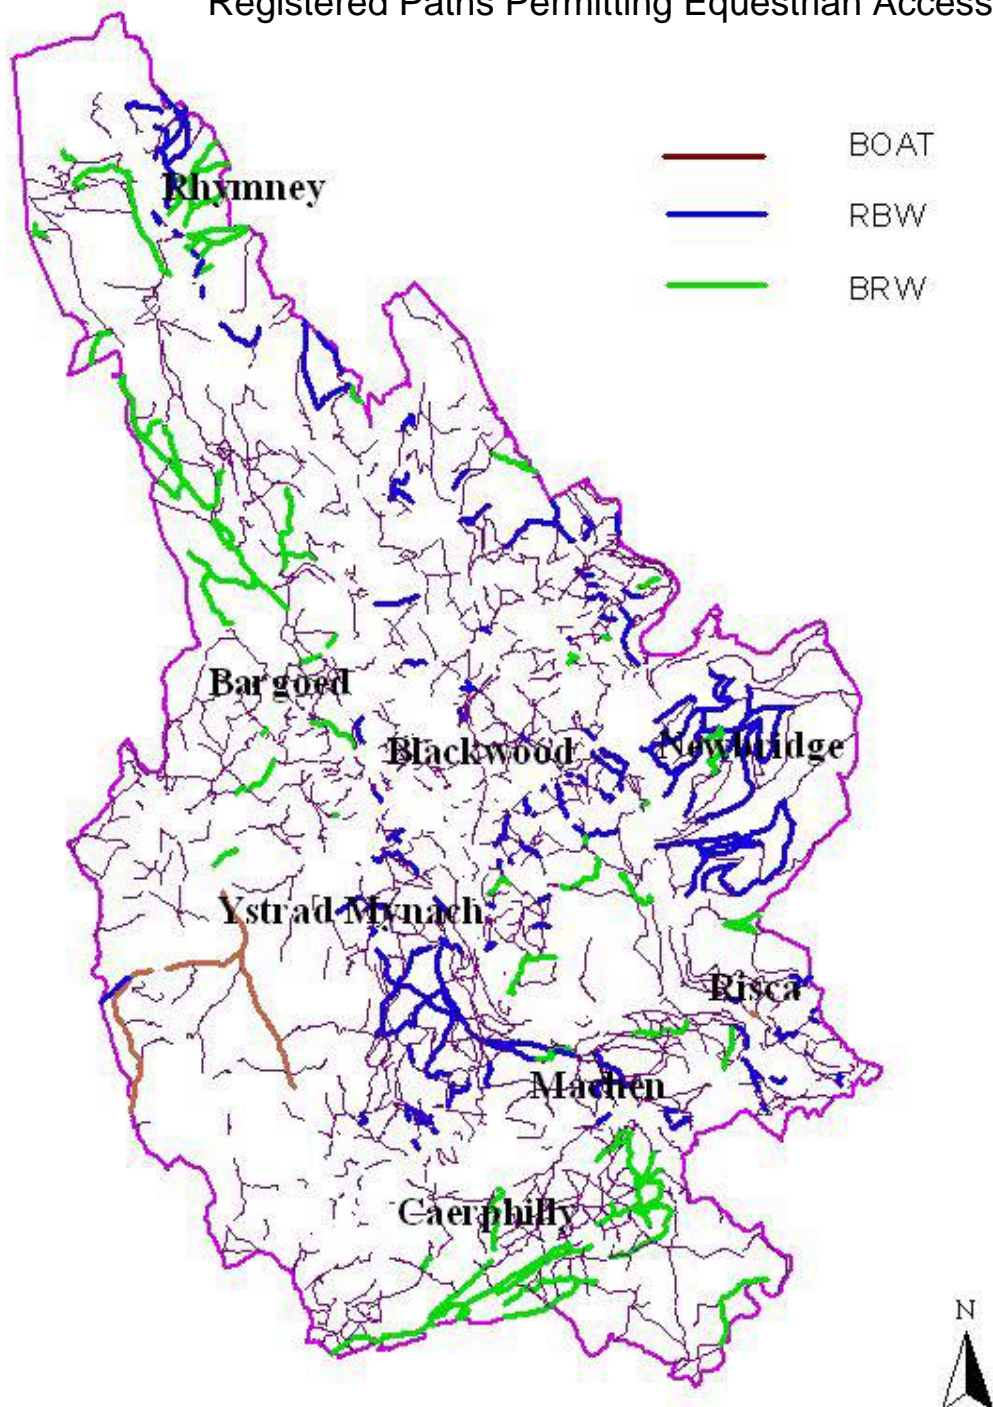 Registered Paths Permitting Equestrian Access
BOAT
RBW
BRW
Rhymney
Bargoed
Blackwood
Newbridge
Ystrad Mynach
Risca
Machen
Caerphilly
N